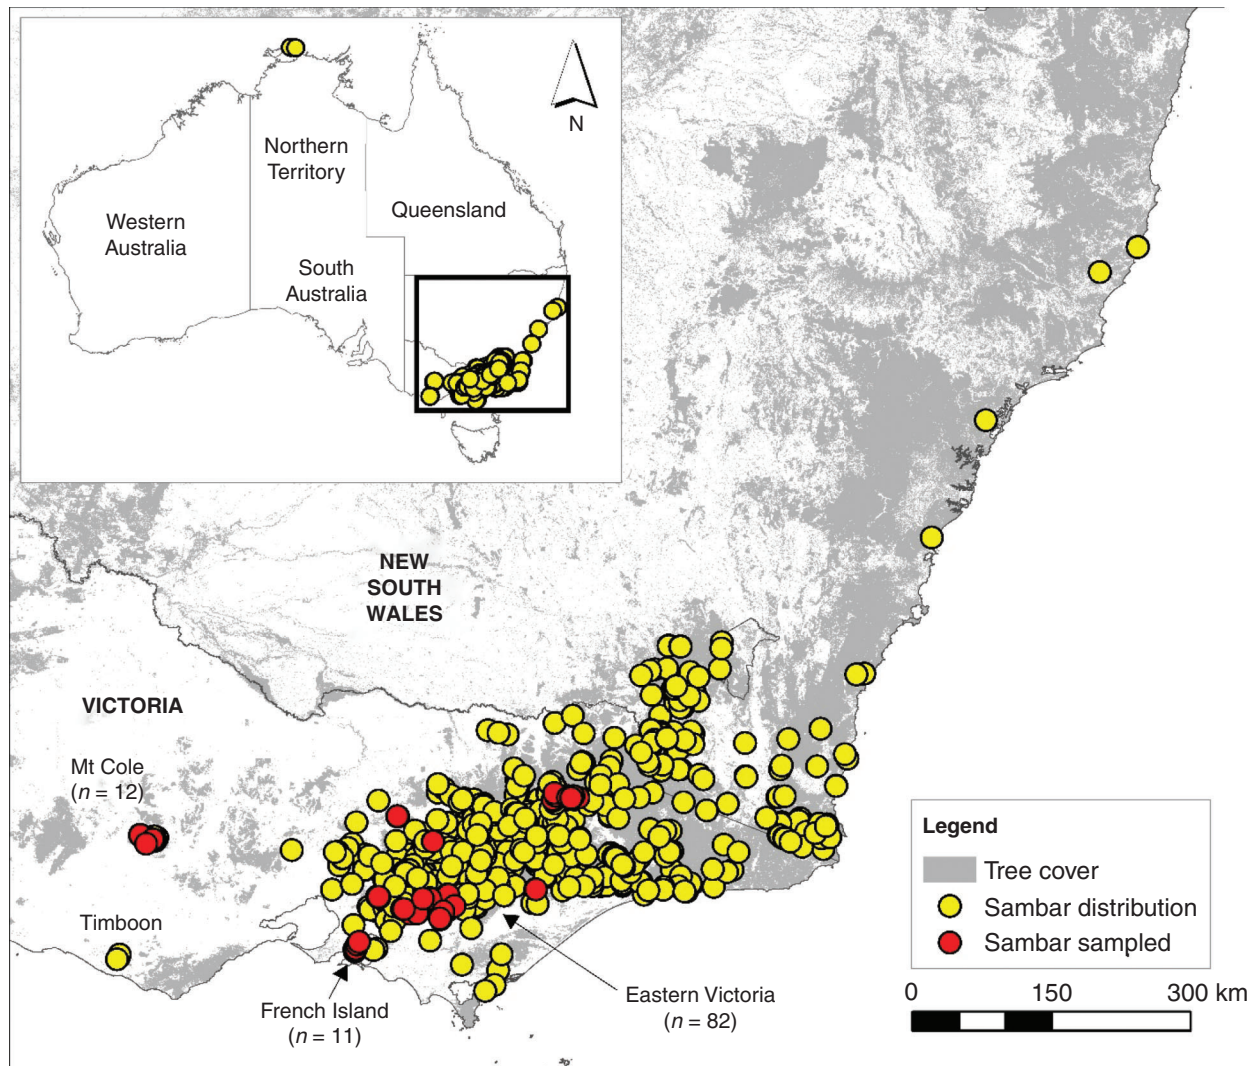 N
Northern
Territory
Queensland
Western
Australia
South
Australia
NEW
SOUTH
WALES
VICTORIA
Mt Cole
(n = 12)
Timboon
French Island
(n = 11)
Eastern Victoria
(n = 82)
Legend
Tree cover
Sambar distribution
Sambar sampled
0 150 300 km